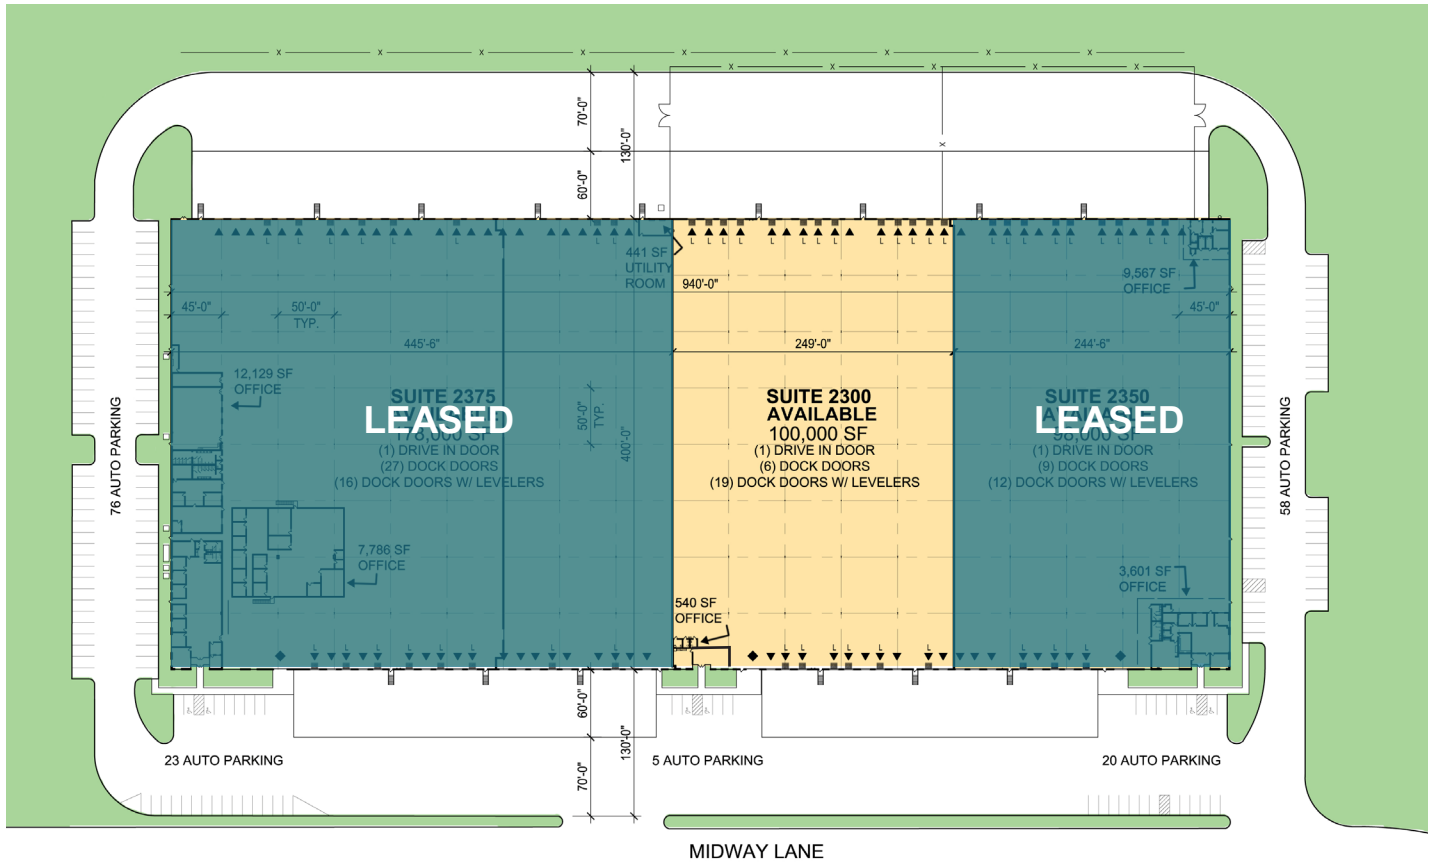 X X X X X X X X X
X X X X X
70'-0"
130'-0"
X
60'-0"
L L L L L L L L L L L L L L L L L L L L L L L
441 SF
UTILITY
ROOM
9,567 SF
OFFICE
940'-0"
45'-0"
50'-0"
TYP.
45'-0"
445'-6"
249'-0"
244'-6"
12,129 SF
OFFICE
50'-0"
TYP.
400'-0"
SUITE 2375
LEASED
178,000 SF
(1) DRIVE IN DOOR
(27) DOCK DOORS
(16) DOCK DOORS W/ LEVELERS
SUITE 2300
AVAILABLE
100,000 SF
(1) DRIVE IN DOOR
(6) DOCK DOORS
(19) DOCK DOORS W/ LEVELERS
SUITE 2350
LEASED
98,000 SF
(1) DRIVE IN DOOR
(9) DOCK DOORS
(12) DOCK DOORS W/ LEVELERS
76 AUTO PARKING
58 AUTO PARKING
7,786 SF
OFFICE
540 SF
OFFICE
3,601 SF
OFFICE
60'-0"
130'-0"
70'-0"
23 AUTO PARKING
5 AUTO PARKING
20 AUTO PARKING
MIDWAY LANE